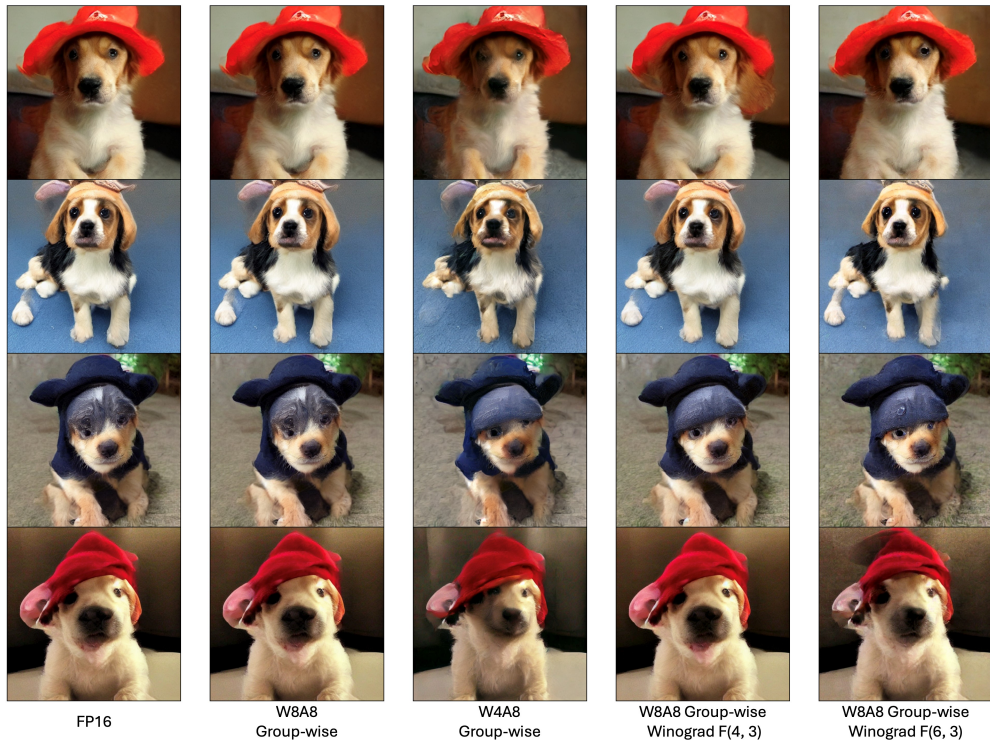 FP16
W8A8
Group-wise
W4A8
Group-wise
W8A8 Group-wise
Winograd F(4, 3)
W8A8 Group-wise
Winograd F(6, 3)